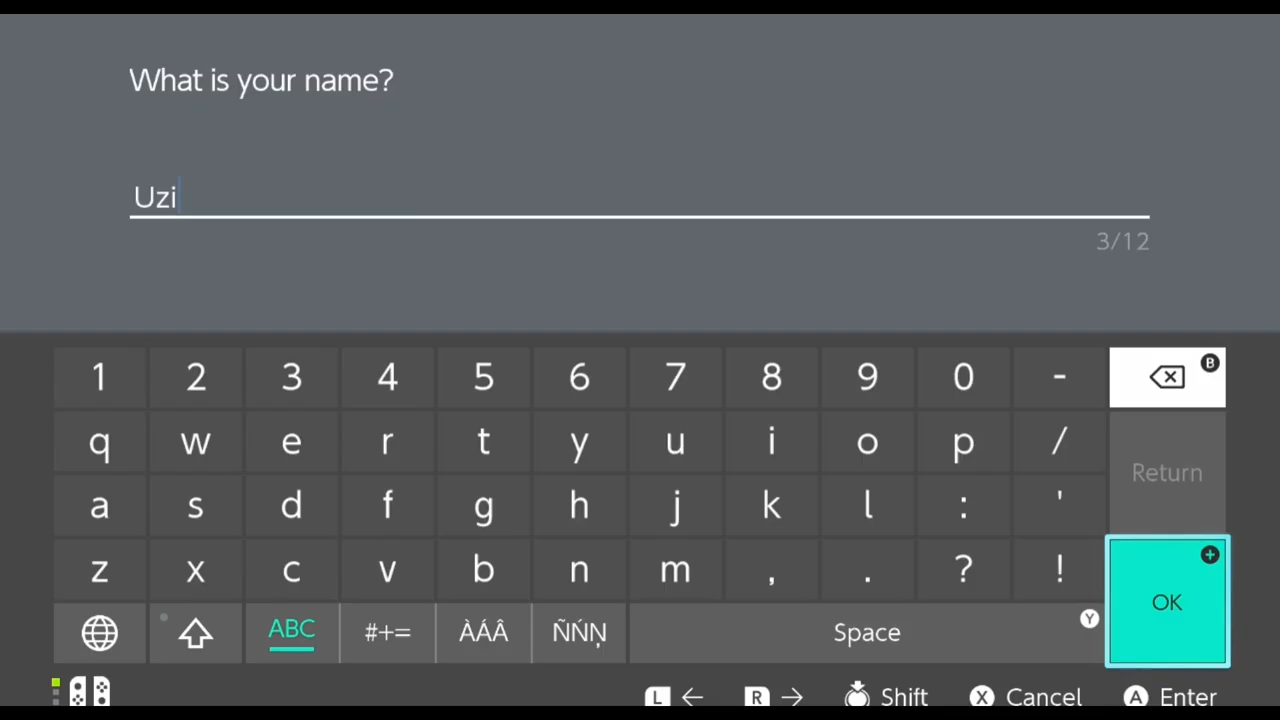 What is your name?
Uzi
3/12
1 2 3 4 5 6 7 8 9 0 - B
q w e r t y u i o p /
Return
a s d f g h j k l : '
z x c v b n m , . ? ! +
OK
ABC #+= ÀÁÂ ÑŃŅ Space Y
L ← R → Shift X Cancel A Enter